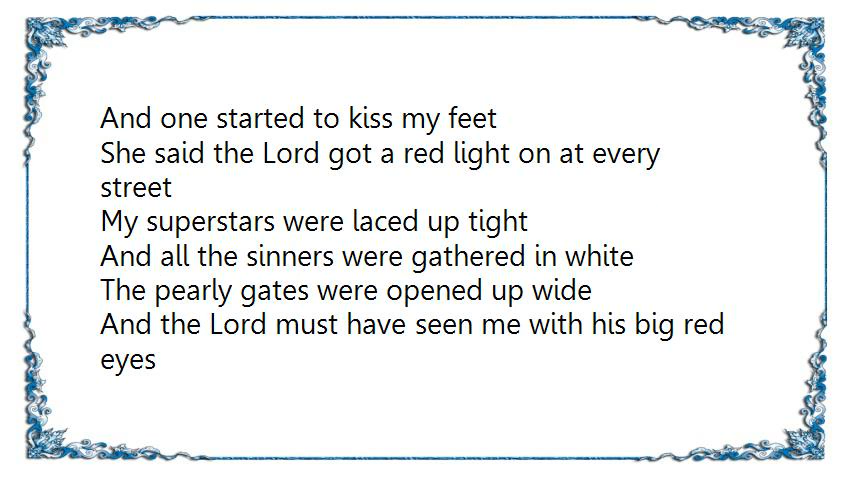 And one started to kiss my feet
She said the Lord got a red light on at every
street
My superstars were laced up tight
And all the sinners were gathered in white
The pearly gates were opened up wide
And the Lord must have seen me with his big red
eyes